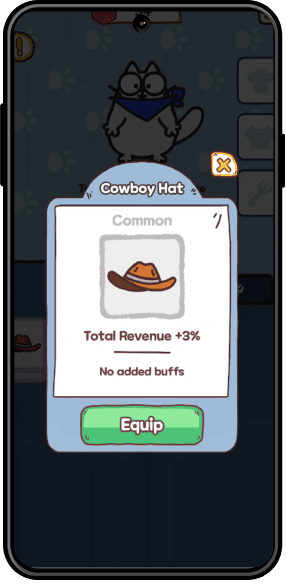 Cowboy Hat
Common
Total Revenue +3%
No added buffs
Equip